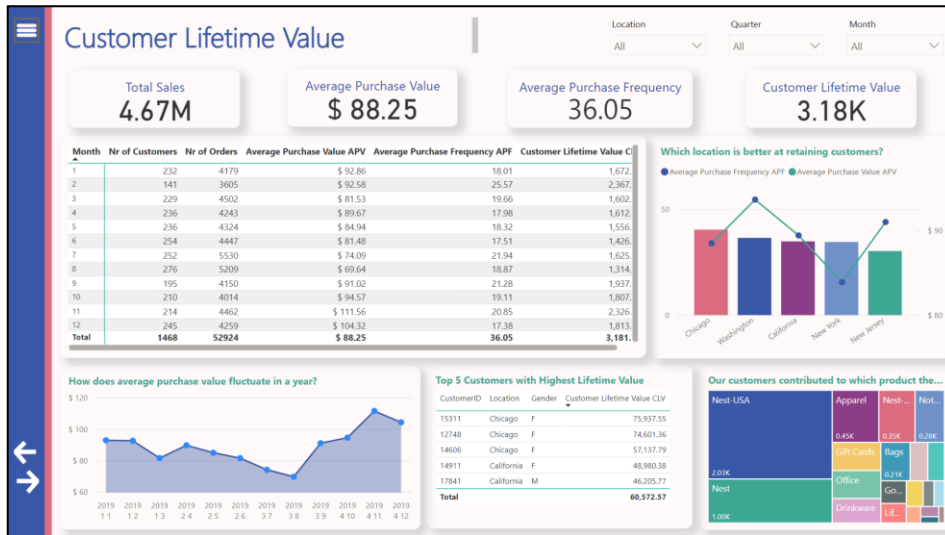 Customer Lifetime Value
Location
Quarter
Month
All
All
All
Total Sales
4.67M
Average Purchase Value
$ 88.25
Average Purchase Frequency
36.05
Customer Lifetime Value
3.18K
Month Nr of Customers Nr of Orders Average Purchase Value APV Average Purchase Frequency APF Customer Lifetime Value Cl
1 232 4179 $ 92.86 18.01 1,672.
2 141 3605 $ 92.58 25.57 2,367.
3 229 4502 $ 81.53 19.66 1,602.
4 236 4243 $ 89.67 17.98 1,612.
5 236 4324 $ 84.94 18.32 1,556.
6 254 4447 $ 81.48 17.51 1,426.
7 252 5530 $ 74.09 21.94 1,625.
8 276 5209 $ 69.64 18.87 1,314.
9 195 4150 $ 91.02 21.28 1,937.
10 210 4014 $ 94.57 19.11 1,807.
11 214 4462 $ 111.56 20.85 2,326.
12 245 4259 $ 104.32 17.38 1,813.
Total 1468 52924 $ 88.25 36.05 3,181.
Which location is better at retaining customers?
Average Purchase Frequency APF Average Purchase Value APV
50
$ 90
0
$ 80
Chicago
Washington
California
New York
New Jersey
How does average purchase value fluctuate in a year?
$ 120
$ 100
$ 80
$ 60
2019 2019 2019 2019 2019 2019 2019 2019 2019 2019 2019 2019
1 1 1 2 1 3 2 4 2 5 2 6 3 7 3 8 3 9 4 10 4 11 4 12
Top 5 Customers with Highest Lifetime Value
CustomerID Location Gender Customer Lifetime Value CLV
15311 Chicago F 75,937.55
12748 Chicago F 74,601.36
14606 Chicago F 57,137.79
14911 California F 48,980.38
17841 California M 46,205.77
Total 60,572.57
Our customers contributed to which product the...
Nest-USA
2.03K
Nest
1.00K
Apparel
0.45K
Nest-...
0.35K
Not...
0.28K
Gift Cards
Bags
0.21K
Office
Go...
Drinkware
Lif...